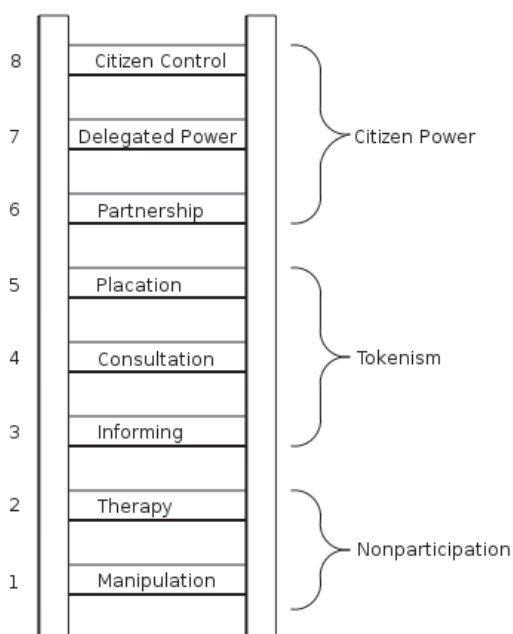 8 Citizen Control
7 Delegated Power Citizen Power
6 Partnership
5 Placation
4 Consultation Tokenism
3 Informing
2 Therapy
Nonparticipation
1 Manipulation